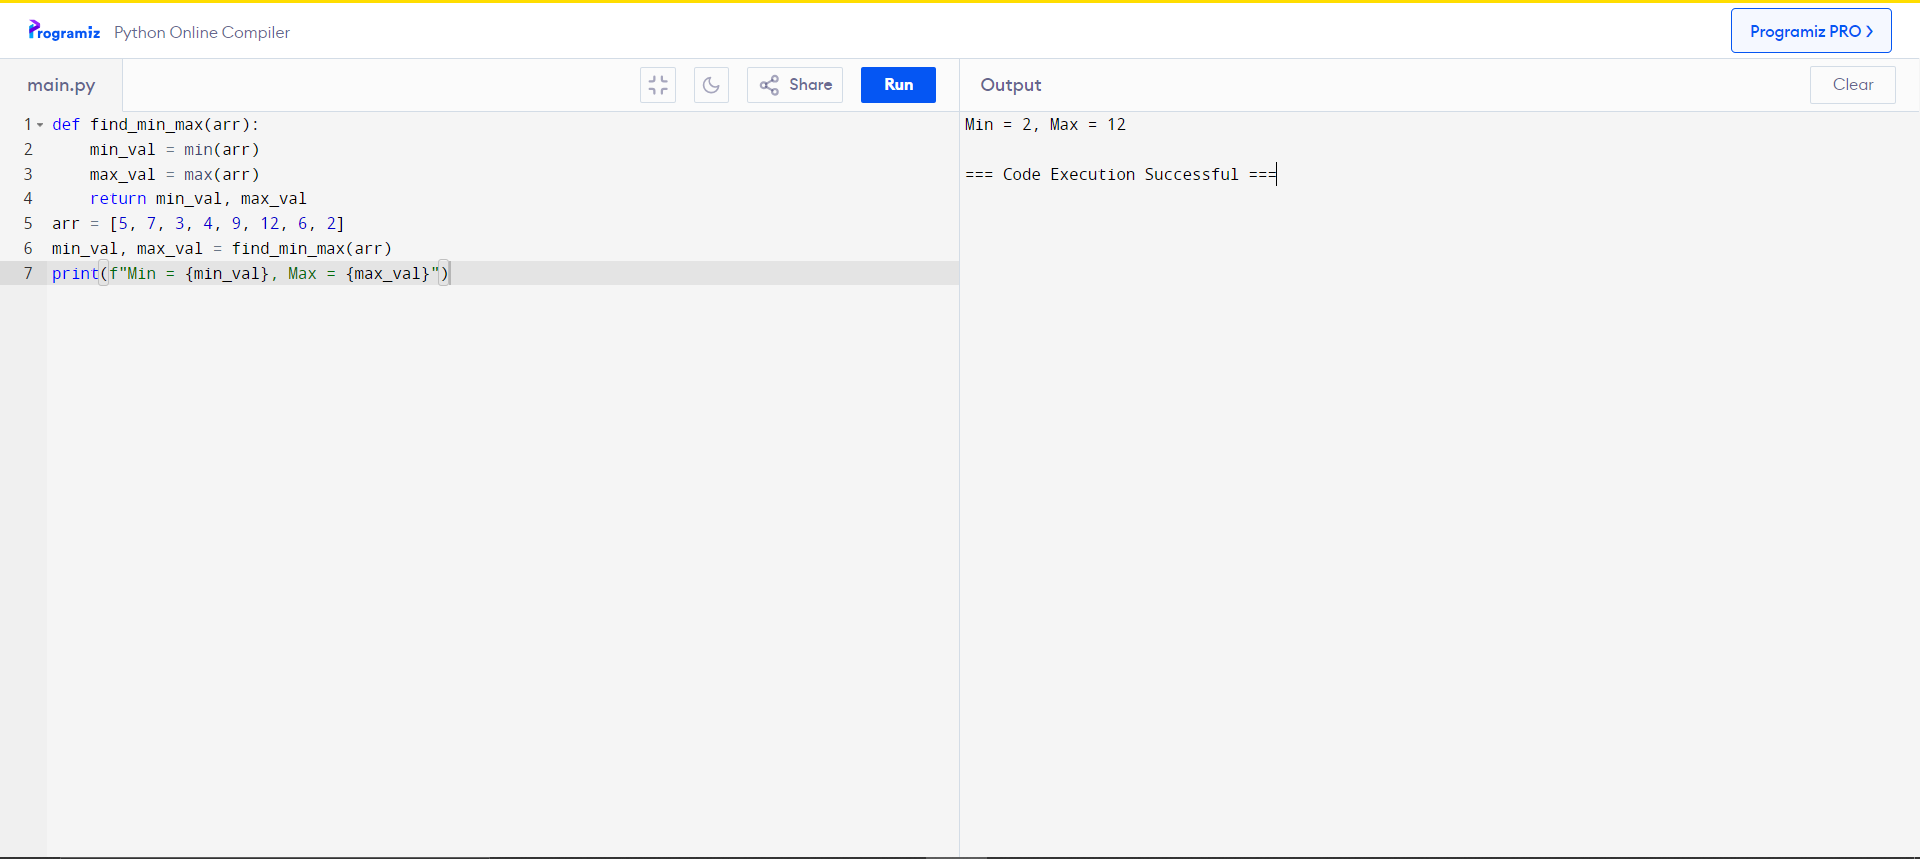 Programiz Python Online Compiler
Programiz PRO ❯
main.py
Share
Run
Output
Clear
1 def find_min_max(arr):
2     min_val = min(arr)
3     max_val = max(arr)
4     return min_val, max_val
5 arr = [5, 7, 3, 4, 9, 12, 6, 2]
6 min_val, max_val = find_min_max(arr)
7 print(f"Min = {min_val}, Max = {max_val}")
Min = 2, Max = 12
=== Code Execution Successful ===